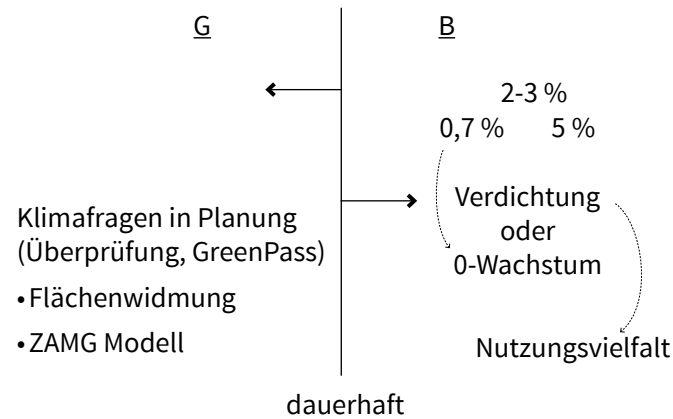 G
B
2-3 %
0,7 % 5 %
Klimafragen in Planung
(Überprüfung, GreenPass)
• Flächenwidmung
• ZAMG Modell
Verdichtung
oder
0-Wachstum
Nutzungsvielfalt
dauerhaft